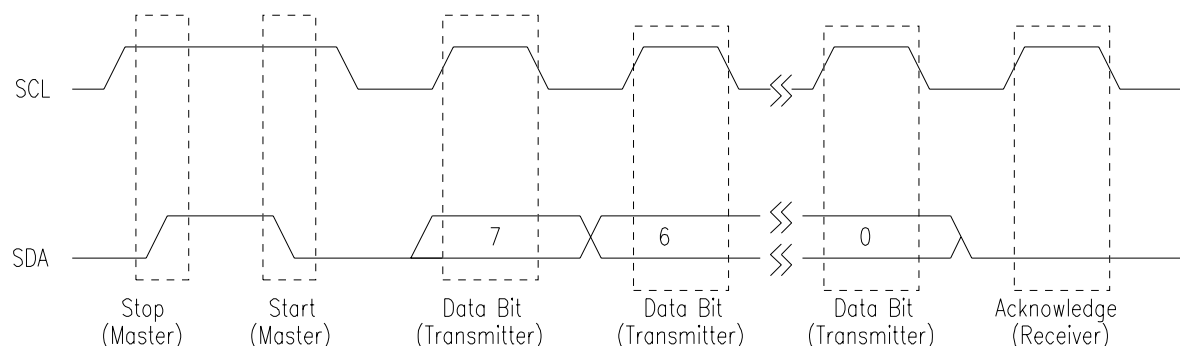 SCL
SDA
7
6
0
Stop
(Master)
Start
(Master)
Data Bit
(Transmitter)
Data Bit
(Transmitter)
Data Bit
(Transmitter)
Acknowledge
(Receiver)